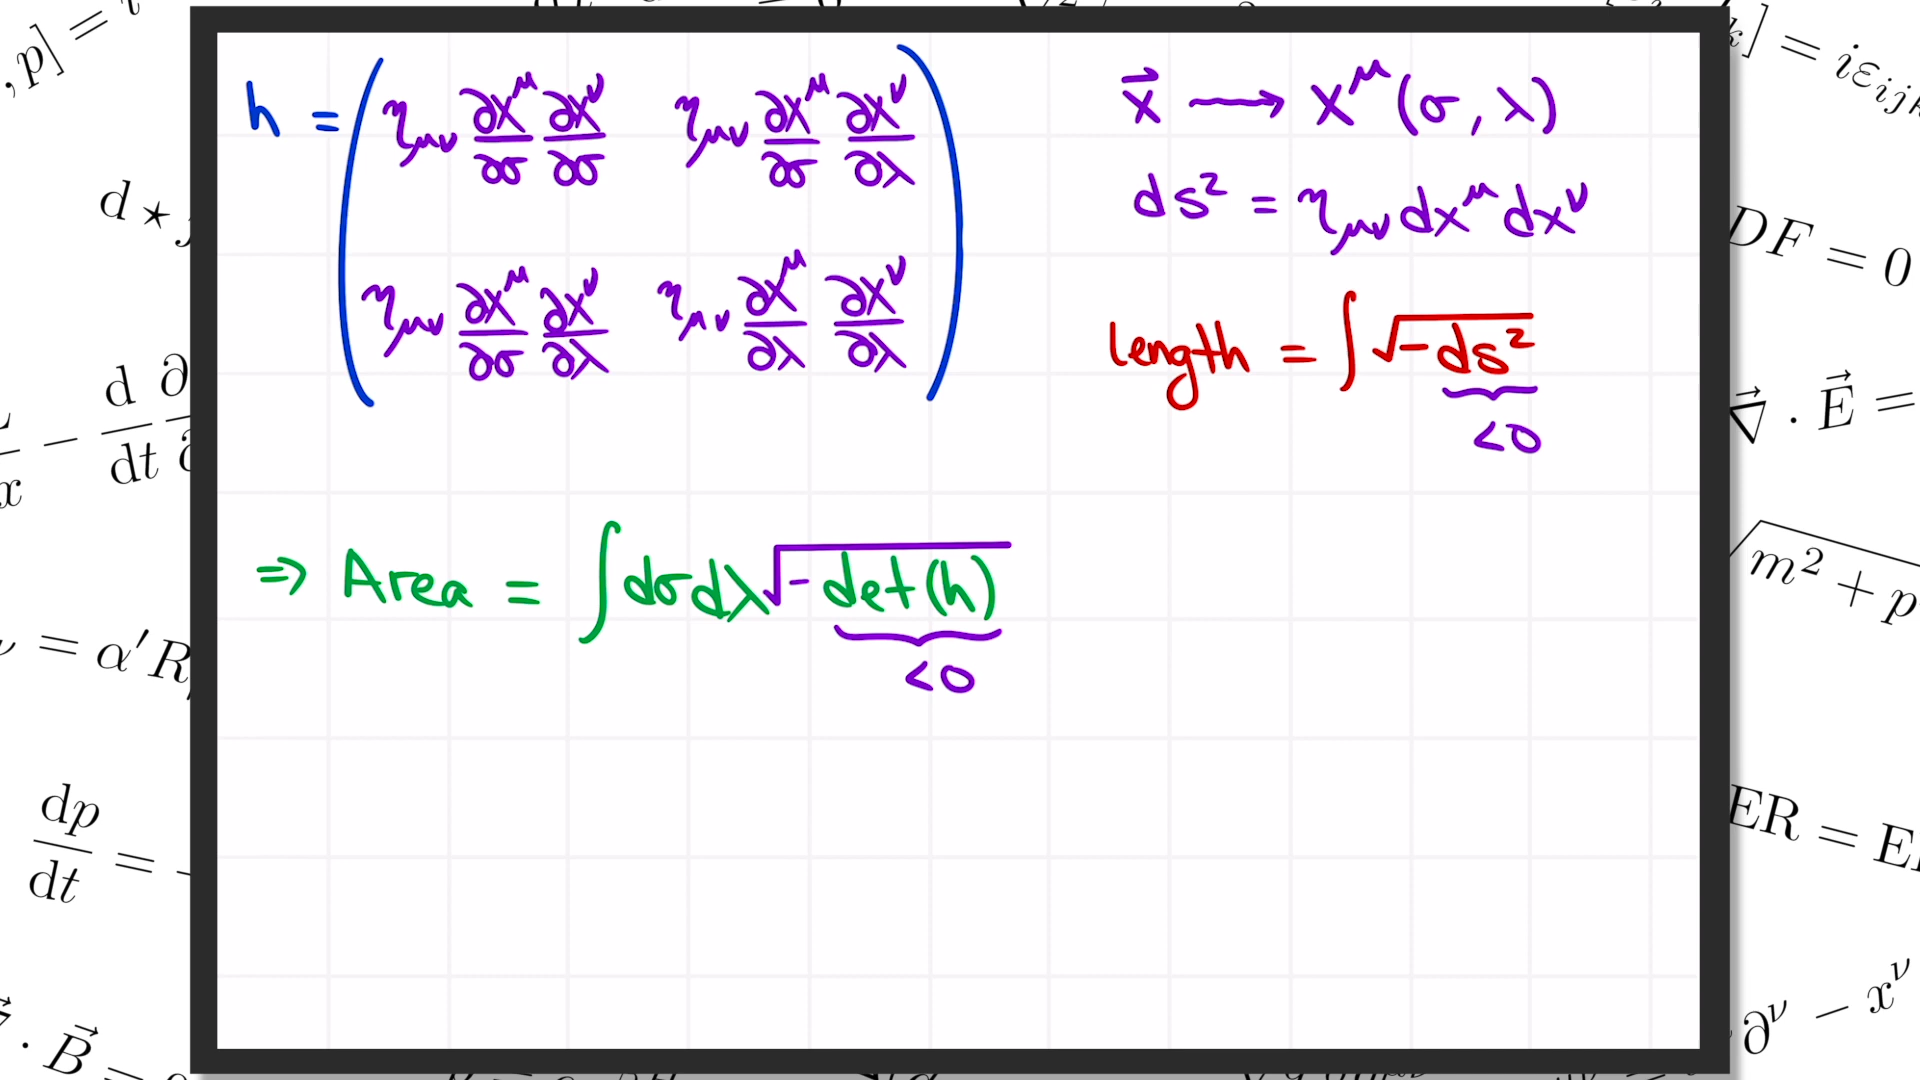 h = ( η_μν ∂X^μ/∂σ ∂X^ν/∂σ   η_μν ∂X^μ/∂σ ∂X^ν/∂λ
η_μν ∂X^μ/∂σ ∂X^ν/∂λ   η_μν ∂X^μ/∂λ ∂X^ν/∂λ )
x⃗ ⟶ X^μ(σ, λ)
ds² = η_μν dx^μ dx^ν
length = ∫ √-ds²
<0
⇒ Area = ∫ dσdλ √-det(h)
<0
, p] =
d ⋆
− d/dt ∂
x
= α′R
dp/dt = -
· B⃗ =
] = iε_ijk
DF = 0
∇⃗ · E⃗ =
m² + p
ER = E
∂^ν − x^ν